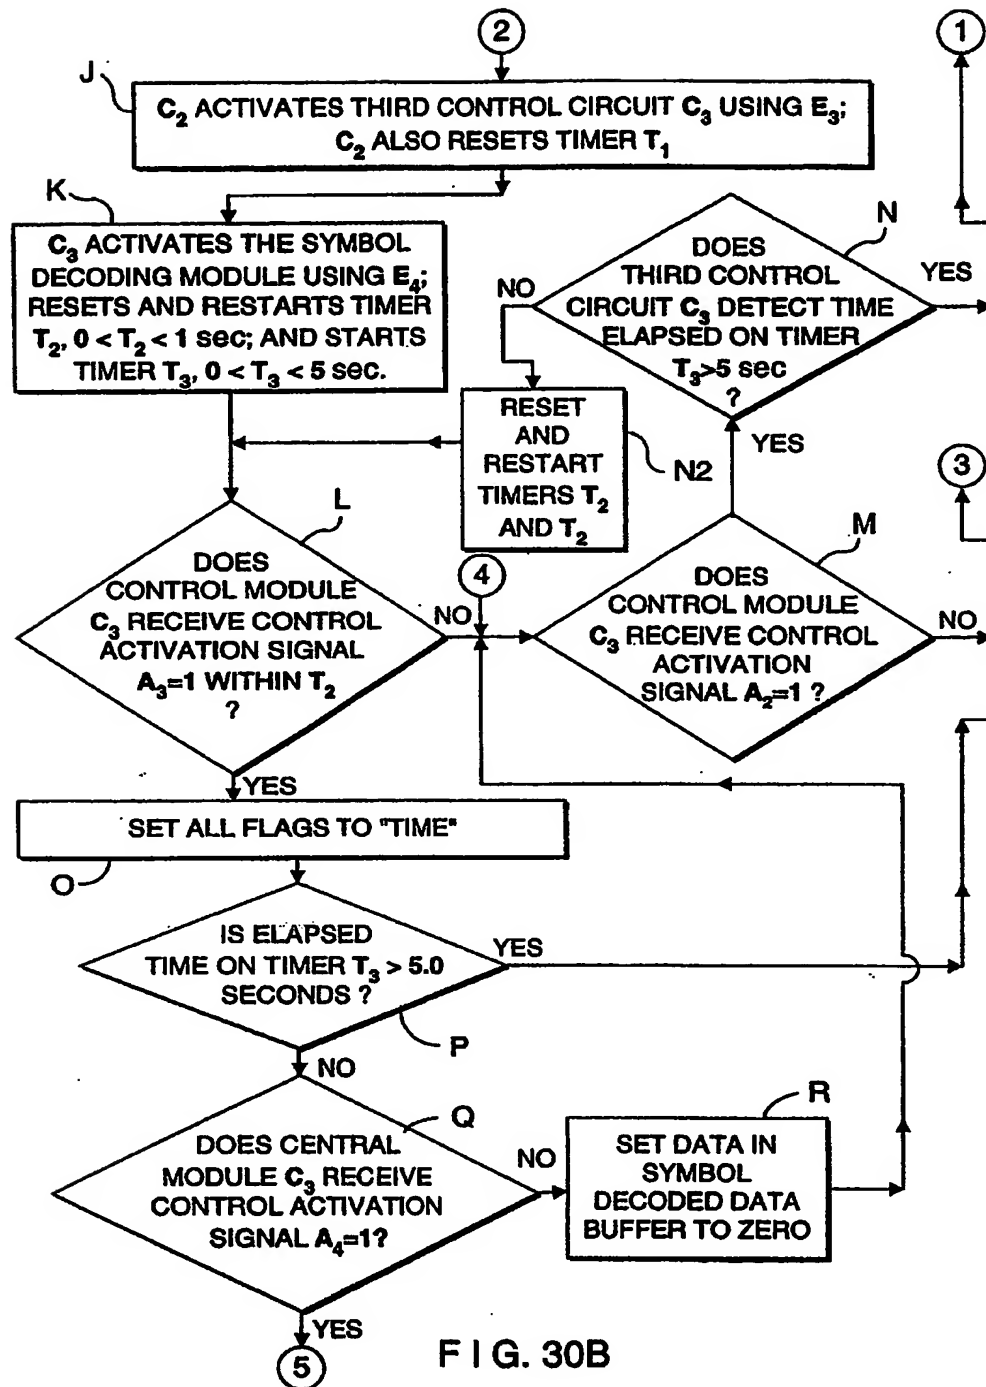 2
1
J
C2 ACTIVATES THIRD CONTROL CIRCUIT C3 USING E3;
C2 ALSO RESETS TIMER T1
K
C3 ACTIVATES THE SYMBOL
DECODING MODULE USING E4;
RESETS AND RESTARTS TIMER
T2, 0 < T2 < 1 sec; AND STARTS
TIMER T3, 0 < T3 < 5 sec.
N
DOES
THIRD CONTROL
CIRCUIT C3 DETECT TIME
ELAPSED ON TIMER
T3>5 sec
?
NO
YES
RESET
AND
RESTART
TIMERS T2
AND T2
N2
YES
3
L
DOES
CONTROL MODULE
C3 RECEIVE CONTROL
ACTIVATION SIGNAL
A3=1 WITHIN T2
?
NO
4
M
DOES
CONTROL MODULE
C3 RECEIVE CONTROL
ACTIVATION
SIGNAL A2=1 ?
NO
YES
SET ALL FLAGS TO "TIME"
O
IS ELAPSED
TIME ON TIMER T3 > 5.0
SECONDS ?
YES
P
NO
Q
DOES CENTRAL
MODULE C3 RECEIVE
CONTROL ACTIVATION
SIGNAL A4=1?
NO
R
SET DATA IN
SYMBOL
DECODED DATA
BUFFER TO ZERO
YES
5
FIG. 30B